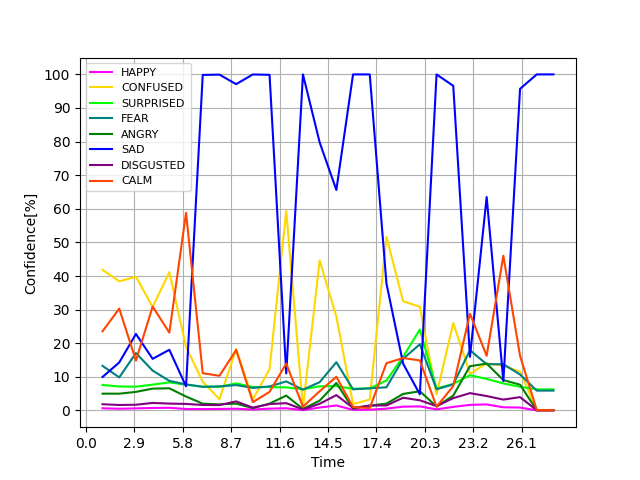 HAPPY
CONFUSED
SURPRISED
FEAR
ANGRY
SAD
DISGUSTED
CALM
100
90
80
70
60
50
40
30
20
10
0
Confidence[%]
0.0 2.9 5.8 8.7 11.6 14.5 17.4 20.3 23.2 26.1
Time